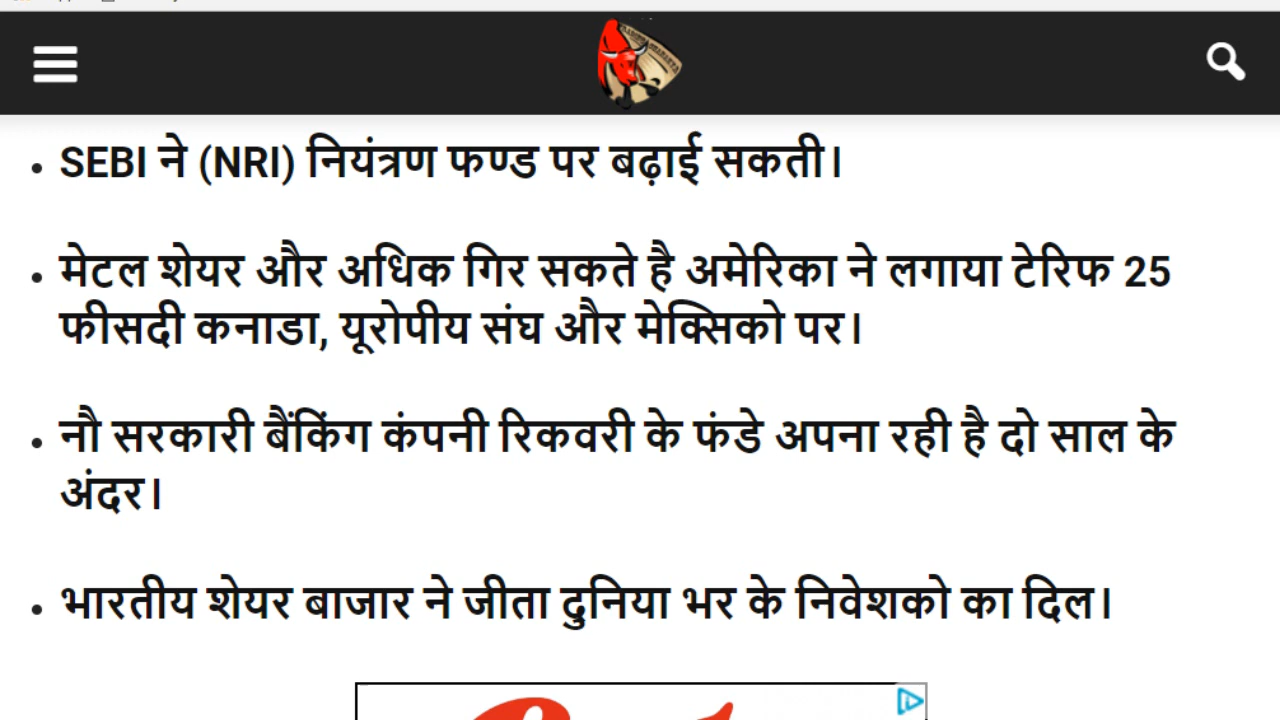 SEBI ने (NRI) नियंत्रण फण्ड पर बढ़ाई सकती।
मेटल शेयर और अधिक गिर सकते है अमेरिका ने लगाया टेरिफ 25
फीसदी कनाडा, यूरोपीय संघ और मेक्सिको पर।
नौ सरकारी बैंकिंग कंपनी रिकवरी के फंडे अपना रही है दो साल के
अंदर।
भारतीय शेयर बाजार ने जीता दुनिया भर के निवेशको का दिल।